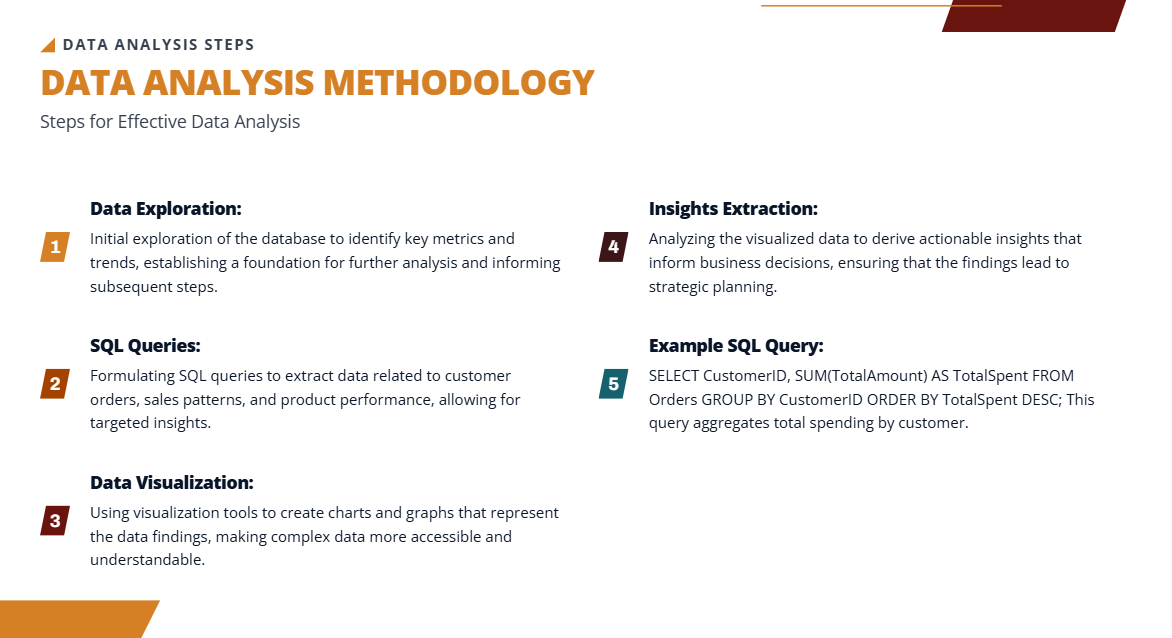 DATA ANALYSIS STEPS
DATA ANALYSIS METHODOLOGY
Steps for Effective Data Analysis
Data Exploration:
1
Initial exploration of the database to identify key metrics and
trends, establishing a foundation for further analysis and informing
subsequent steps.
SQL Queries:
2
Formulating SQL queries to extract data related to customer
orders, sales patterns, and product performance, allowing for
targeted insights.
Data Visualization:
3
Using visualization tools to create charts and graphs that represent
the data findings, making complex data more accessible and
understandable.
Insights Extraction:
4
Analyzing the visualized data to derive actionable insights that
inform business decisions, ensuring that the findings lead to
strategic planning.
Example SQL Query:
5
SELECT CustomerID, SUM(TotalAmount) AS TotalSpent FROM
Orders GROUP BY CustomerID ORDER BY TotalSpent DESC; This
query aggregates total spending by customer.